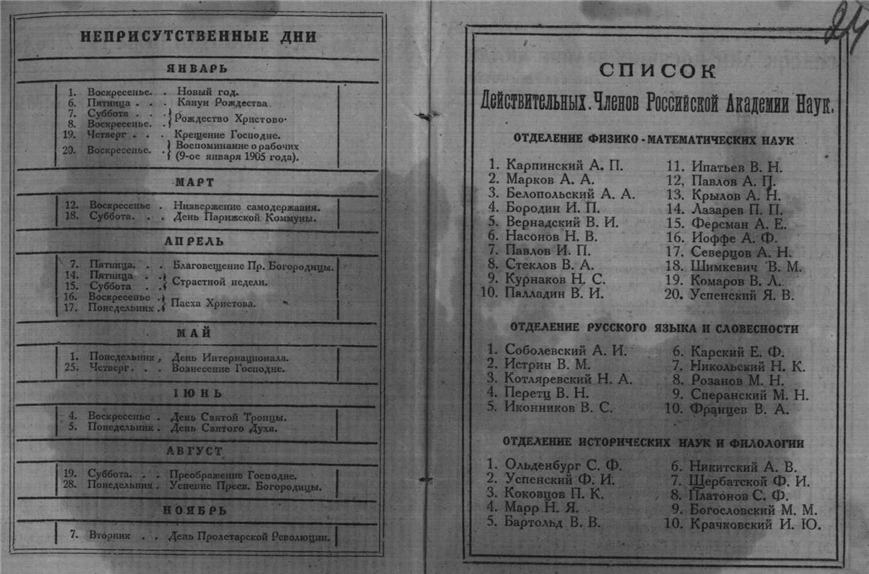 НЕПРИСУТСТВЕННЫЕ ДНИ
ЯНВАРЬ
1. Воскресенье. . Новый год.
6. Пятница . . . Канун Рождества
7. Суббота . . .
8. Воскресенье.
Рождество Христово.
19. Четверг . . . Крещение Господне.
20. Воскресенье.
Воспоминание о рабочих
(9-ое января 1905 года).
МАРТ
12. Воскресенье . Низвержение самодержавия.
18. Суббота. . . День Парижской Коммуны.
АПРЕЛЬ
7. Пятница. . . Благовещение Пр. Богородицы.
14. Пятница . .
15. Суббота . .
Страстной недели.
16. Воскресенье .
17. Понедельник .
Пасха Христова.
МАЙ
1. Понедельник, День Интернационала.
25. Четверг. . . Вознесение Господне.
ІЮНЬ
4. Воскресенье . День Святой Троицы.
5. Понедельник . День Святого Духа.
АВГУСТ
19. Суббота. . . Преображение Господне.
28. Понедельник . Успение Пресв. Богородицы.
НОЯБРЬ
7. Вторник . . День Пролетарской Революции.
24
СПИСОК
Действительных. Членов Российской Академии Наук.
ОТДЕЛЕНИЕ ФИЗИКО-МАТЕМАТИЧЕСКИХ НАУК
1. Карпинский А. П.
2. Марков А. А.
3. Белопольский А. А.
4. Бородин И. П.
5. Вернадский В. И.
6. Насонов Н. В.
7. Павлов И. П.
8. Стеклов В. А.
9. Курнаков Н. С.
10. Палладин В. И.
11. Ипатьев В. Н.
12, Павлов А. П.
13. Крылов А. Н.
14. Лазарев П. П.
15. Ферсман А. Е.
16. Иоффе А. Ф.
17. Северцов А. Н.
18. Шимкевич В. М.
19. Комаров В. Л.
20. Успенский Я. В.
ОТДЕЛЕНИЕ РУССКОГО ЯЗЫКА И СЛОВЕСНОСТИ
1. Соболевский А. И.
2. Истрин В. М.
3. Котляревский Н. А.
4. Перетц В. Н.
5. Иконников В. С.
6. Карский Е. Ф.
7. Никольский Н. К.
8. Розанов М. Н.
9. Сперанский М. Н.
10. Францев В. А.
ОТДЕЛЕНИЕ ИСТОРИЧЕСКИХ НАУК И ФИЛОЛОГИИ
1. Ольденбург С. Ф.
2. Успенский Ф. И.
3. Коковцов П. К.
4. Марр Н. Я.
5. Бартольд В. В.
6. Никитский А. В.
7. Щербатской Ф. И.
8. Платонов С. Ф.
9. Богословский М. М.
10. Крачковский И. Ю.